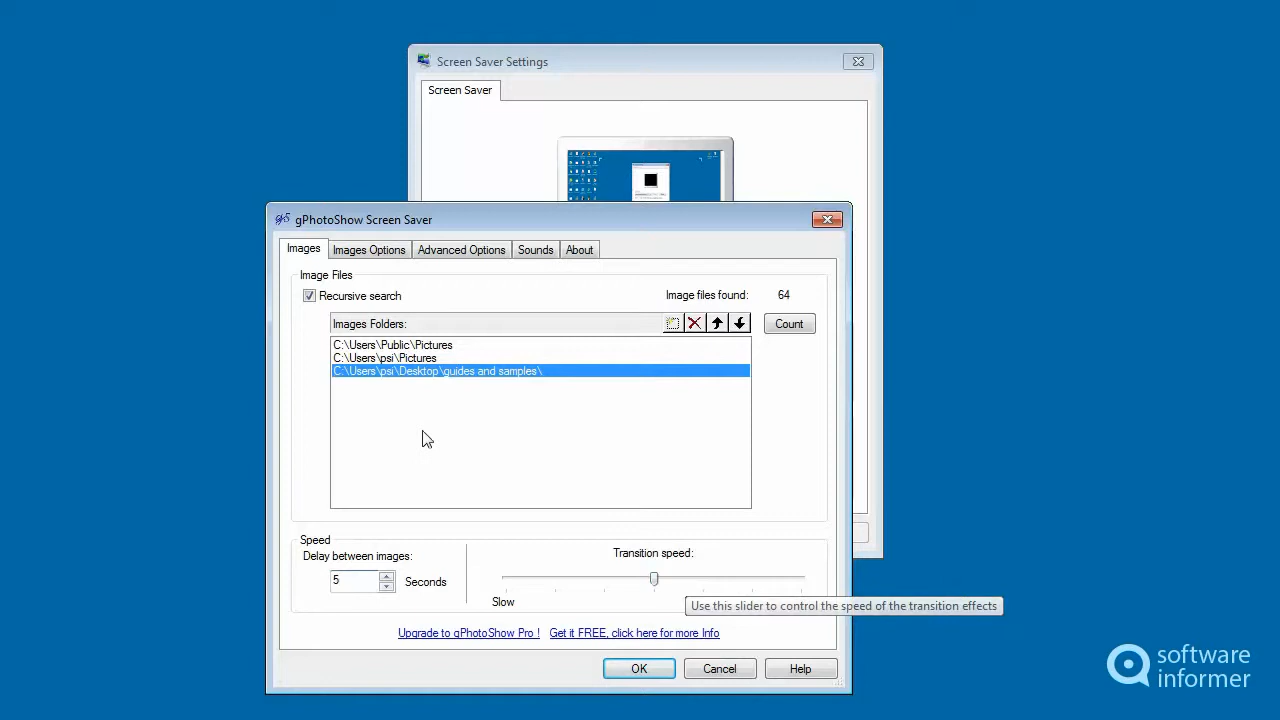 Screen Saver Settings
Screen Saver
gPhotoShow Screen Saver
Images
Images Options
Advanced Options
Sounds
About
Image Files
Recursive search
Image files found: 64
Images Folders:
Count
C:\Users\Public\Pictures
C:\Users\psi\Pictures
C:\Users\psi\Desktop\guides and samples\
Speed
Delay between images:
Transition speed:
5 Seconds
Slow
Use this slider to control the speed of the transition effects
Upgrade to gPhotoShow Pro !
Get it FREE, click here for more Info
OK
Cancel
Help
software
informer